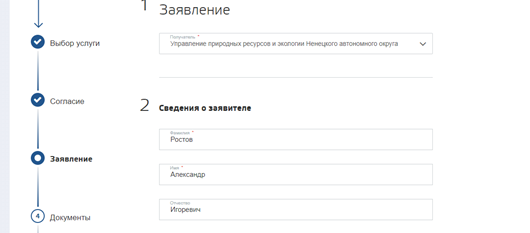 1 Заявление
Получатель *
Управление природных ресурсов и экологии Ненецкого автономного округа
Выбор услуги
Согласие
2 Сведения о заявителе
Фамилия *
Ростов
Заявление
Имя *
Александр
Отчество
Игоревич
4 Документы